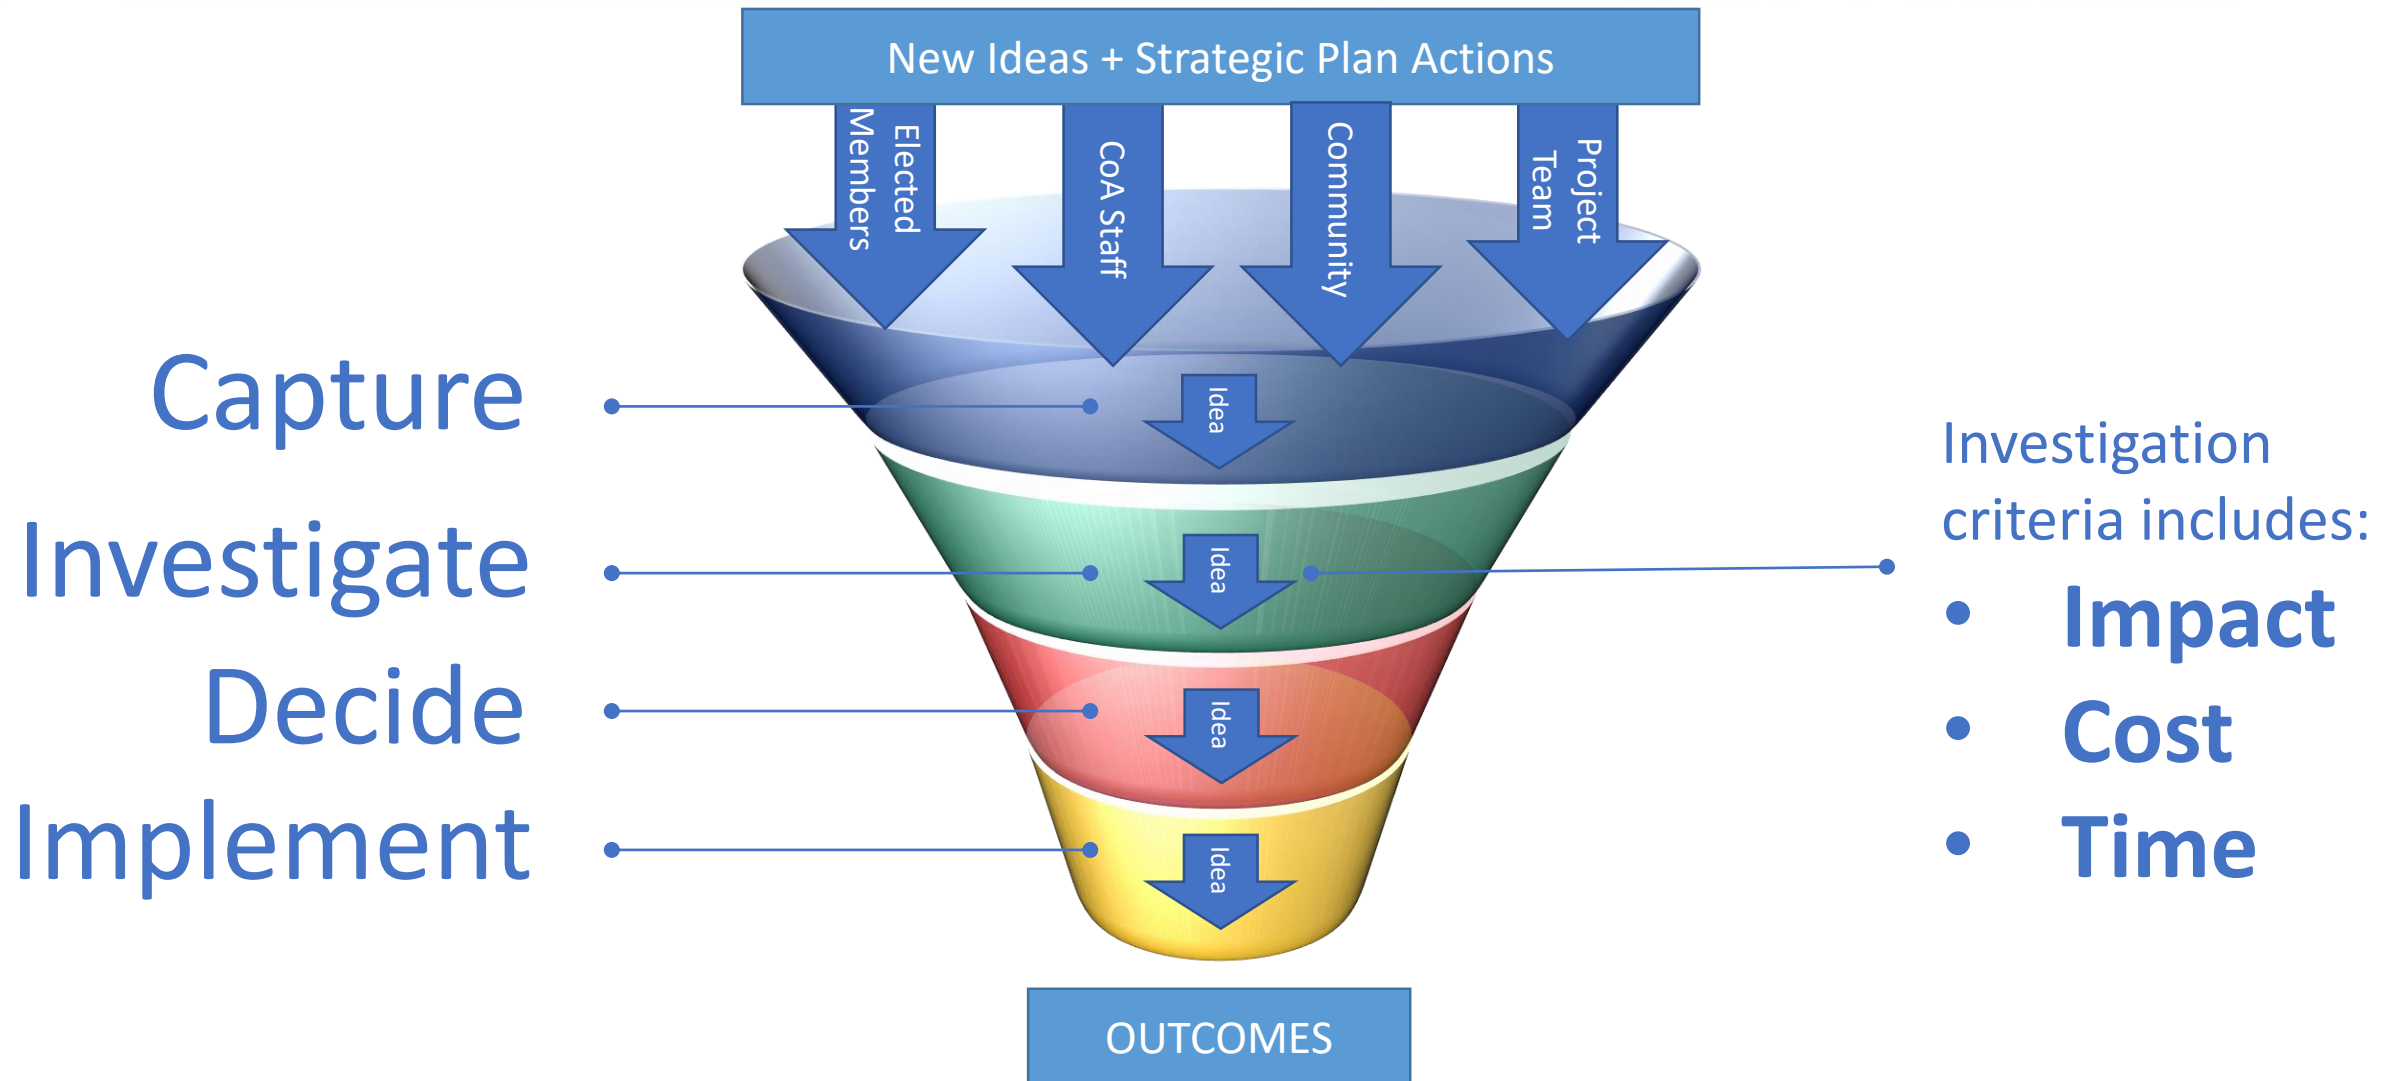 New Ideas + Strategic Plan Actions
Elected
Members
CoA Staff
Community
Project
Team
Capture
Idea
Investigate
Idea
Decide
Idea
Implement
Idea
Investigation
criteria includes:
• Impact
• Cost
• Time
OUTCOMES